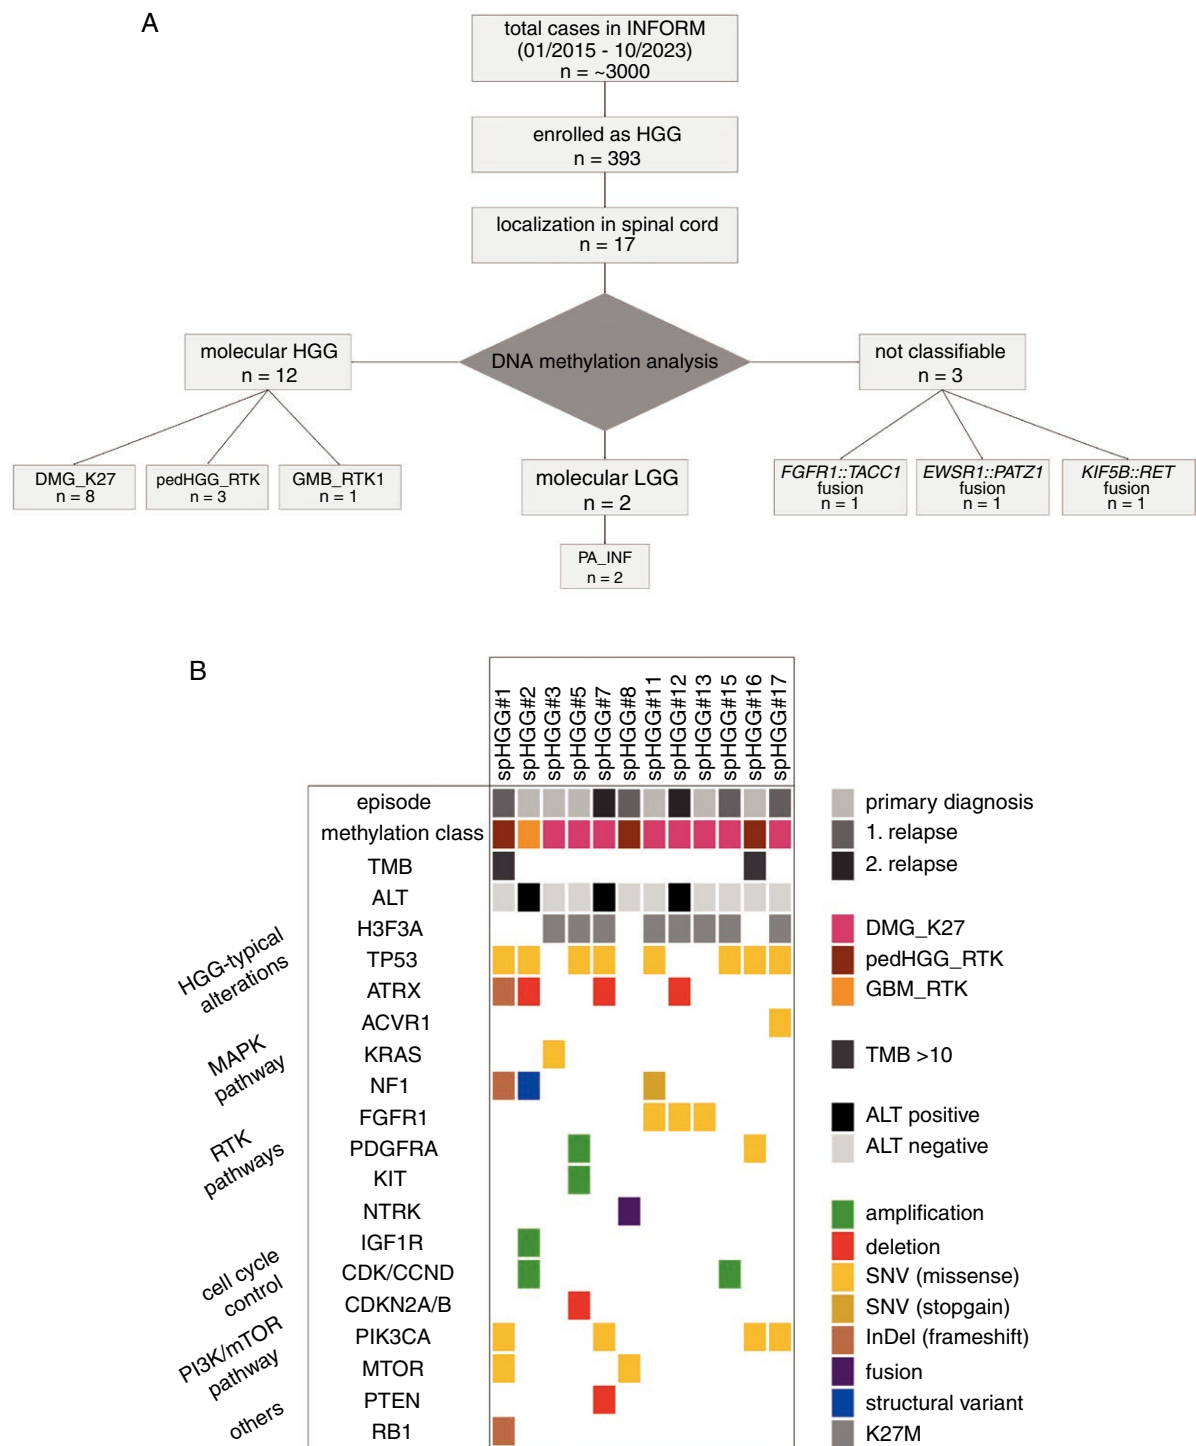 A
total cases in INFORM
(01/2015 - 10/2023)
n = ~3000
enrolled as HGG
n = 393
localization in spinal cord
n = 17
DNA methylation analysis
molecular HGG
n = 12
not classifiable
n = 3
DMG_K27
n = 8
pedHGG_RTK
n = 3
GMB_RTK1
n = 1
molecular LGG
n = 2
PA_INF
n = 2
FGFR1::TACC1
fusion
n = 1
EWSR1::PATZ1
fusion
n = 1
KIF5B::RET
fusion
n = 1
B
spHGG#1
spHGG#2
spHGG#3
spHGG#5
spHGG#7
spHGG#8
spHGG#11
spHGG#12
spHGG#13
spHGG#15
spHGG#16
spHGG#17
episode
methylation class
TMB
ALT
H3F3A
TP53
ATRX
ACVR1
KRAS
NF1
FGFR1
PDGFRA
KIT
NTRK
IGF1R
CDK/CCND
CDKN2A/B
PIK3CA
MTOR
PTEN
RB1
HGG-typical
alterations
MAPK
pathway
RTK
pathways
cell cycle
control
PI3K/mTOR
pathway
others
primary diagnosis
1. relapse
2. relapse
DMG_K27
pedHGG_RTK
GBM_RTK
TMB >10
ALT positive
ALT negative
amplification
deletion
SNV (missense)
SNV (stopgain)
InDel (frameshift)
fusion
structural variant
K27M